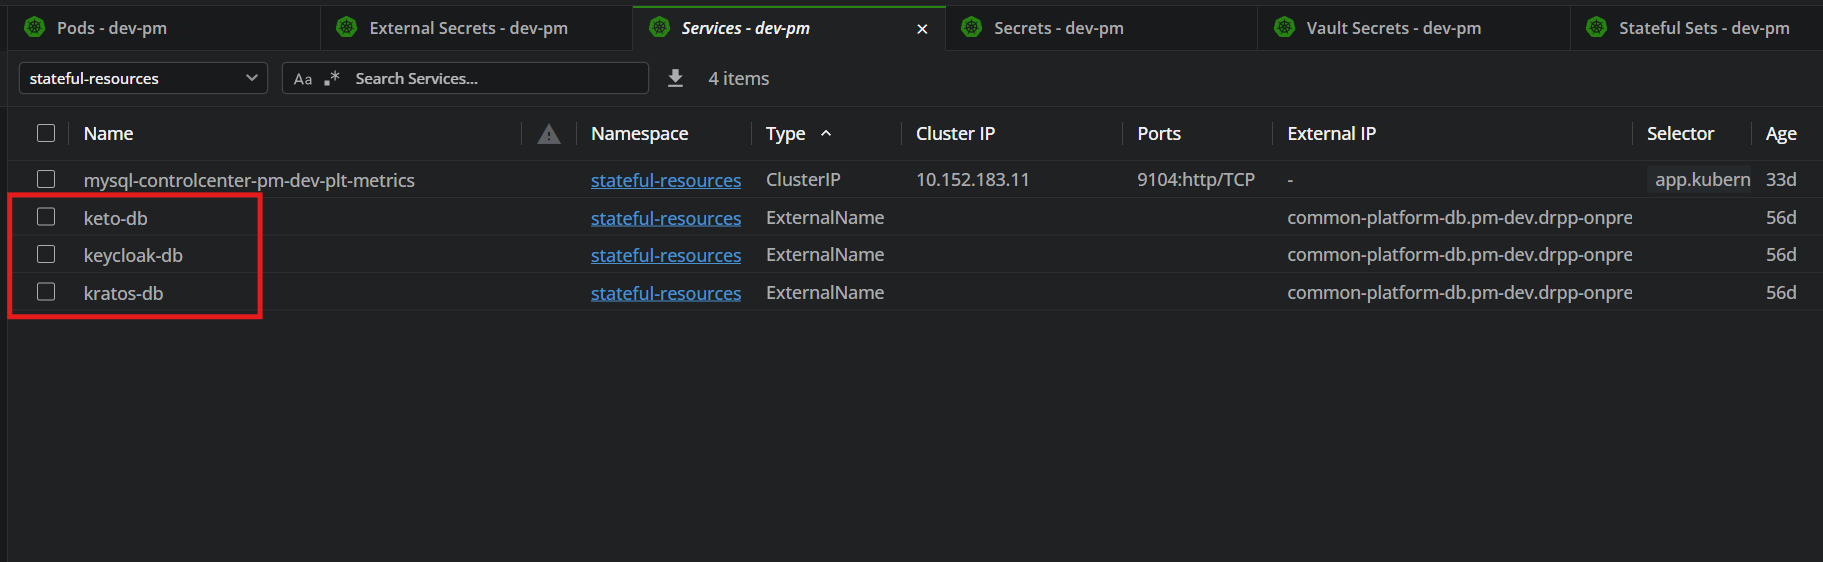 Pods - dev-pm External Secrets - dev-pm Services - dev-pm × Secrets - dev-pm Vault Secrets - dev-pm Stateful Sets - dev-pm
stateful-resources Aa .* Search Services... 4 items
Name Namespace Type Cluster IP Ports External IP Selector Age
mysql-controlcenter-pm-dev-plt-metrics stateful-resources ClusterIP 10.152.183.11 9104:http/TCP - app.kubern 33d
keto-db stateful-resources ExternalName common-platform-db.pm-dev.drpp-onpre 56d
keycloak-db stateful-resources ExternalName common-platform-db.pm-dev.drpp-onpre 56d
kratos-db stateful-resources ExternalName common-platform-db.pm-dev.drpp-onpre 56d